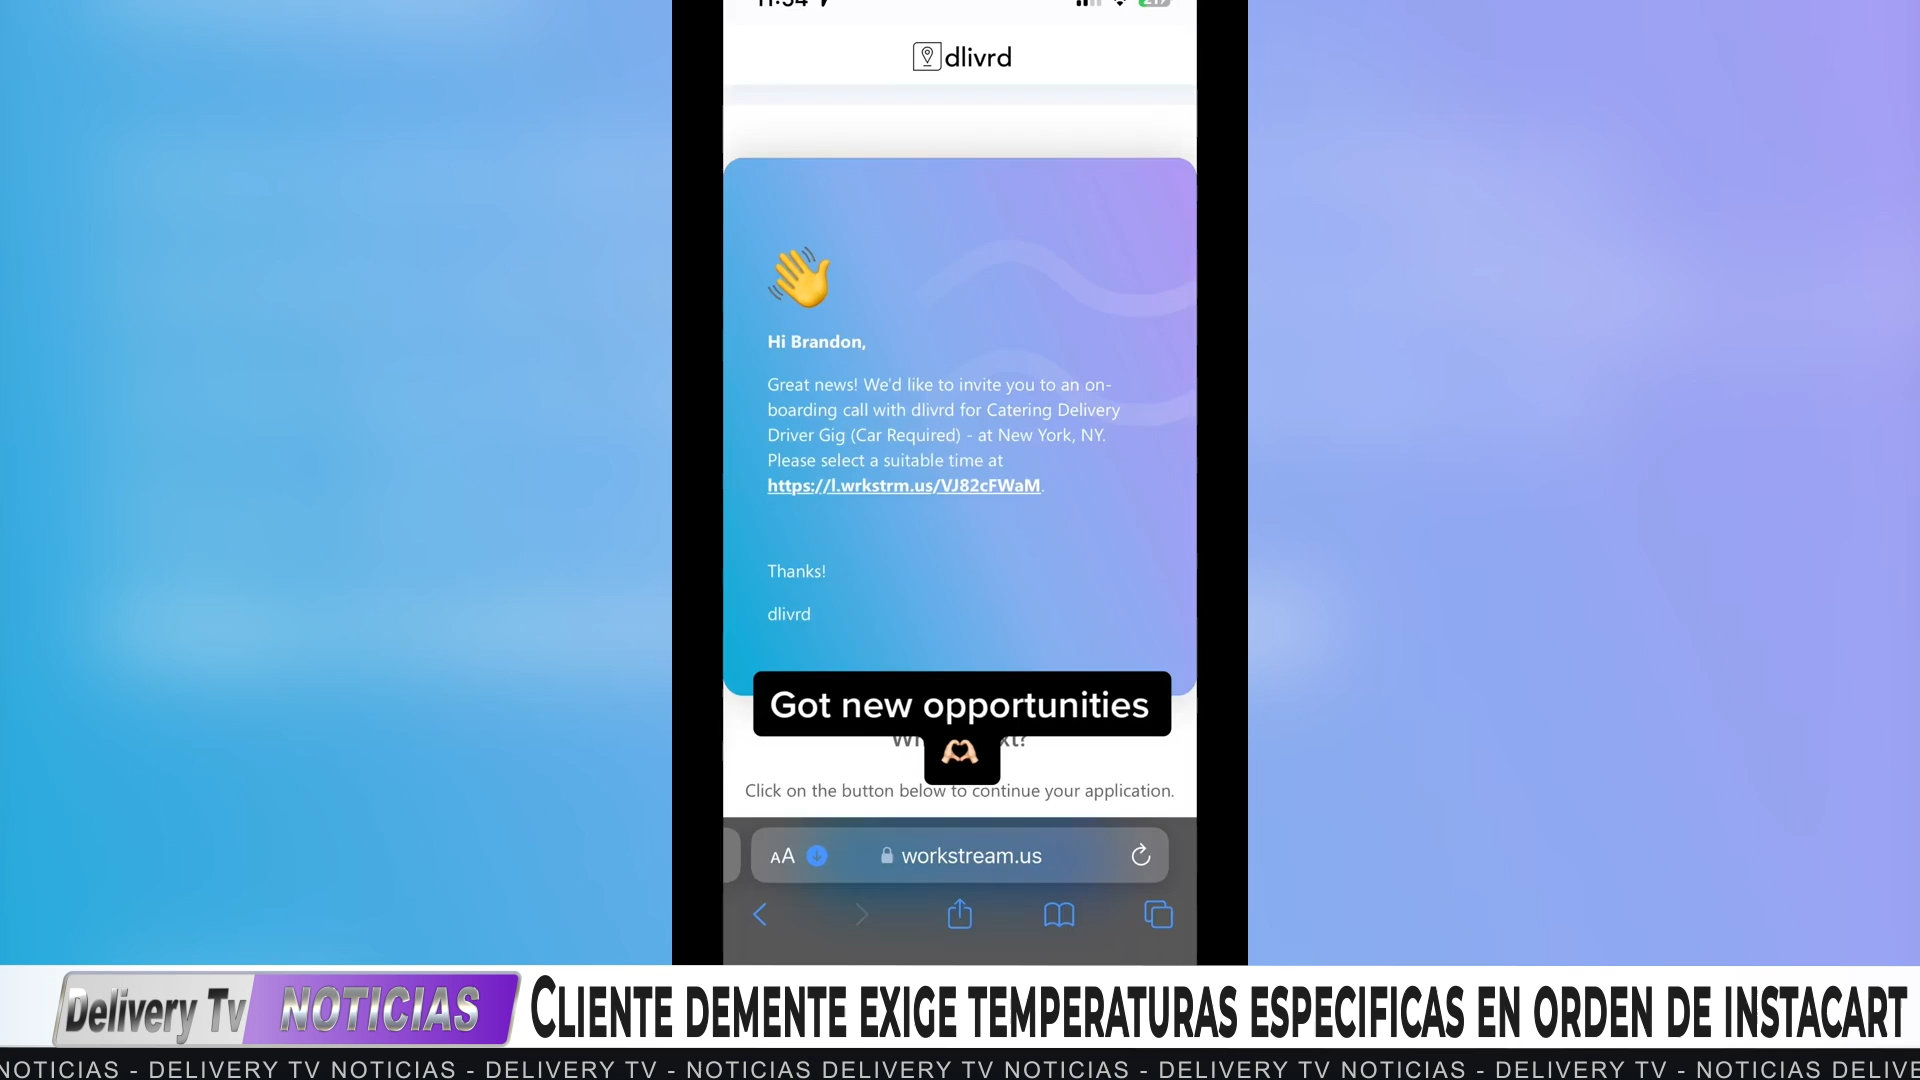 dlivrd
Hi Brandon,
Great news! We'd like to invite you to an on-
boarding call with dlivrd for Catering Delivery
Driver Gig (Car Required) - at New York, NY.
Please select a suitable time at
https://l.wrkstrm.us/VJ82cFWaM.
Thanks!
dlivrd
Got new opportunities
Click on the button below to continue your application.
AA
workstream.us
Delivery Tv NOTICIAS
CLIENTE DEMENTE EXIGE TEMPERATURAS ESPECIFICAS EN ORDEN DE INSTACART
NOTICIAS - DELIVERY TV NOTICIAS - DELIVERY TV - NOTICIAS DELIVERY TV NOTICIAS - DELIVERY TV - NOTICIAS